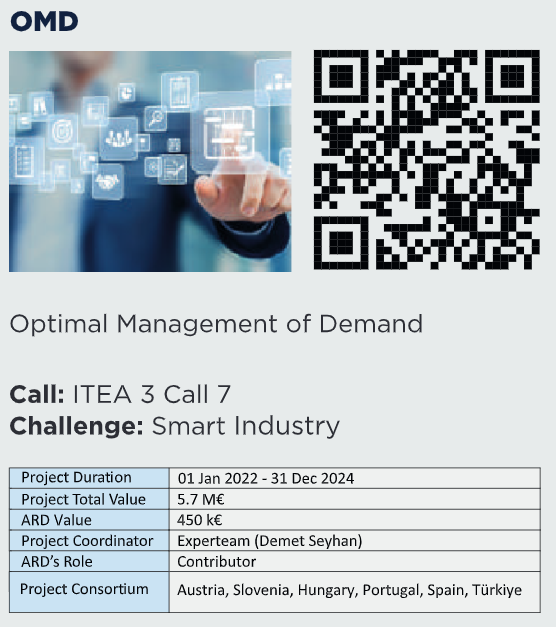 OMD
Optimal Management of Demand
Call: ITEA 3 Call 7
Challenge: Smart Industry
Project Duration 01 Jan 2022 - 31 Dec 2024
Project Total Value 5.7 M€
ARD Value 450 k€
Project Coordinator Experteam (Demet Seyhan)
ARD's Role Contributor
Project Consortium Austria, Slovenia, Hungary, Portugal, Spain, Türkiye